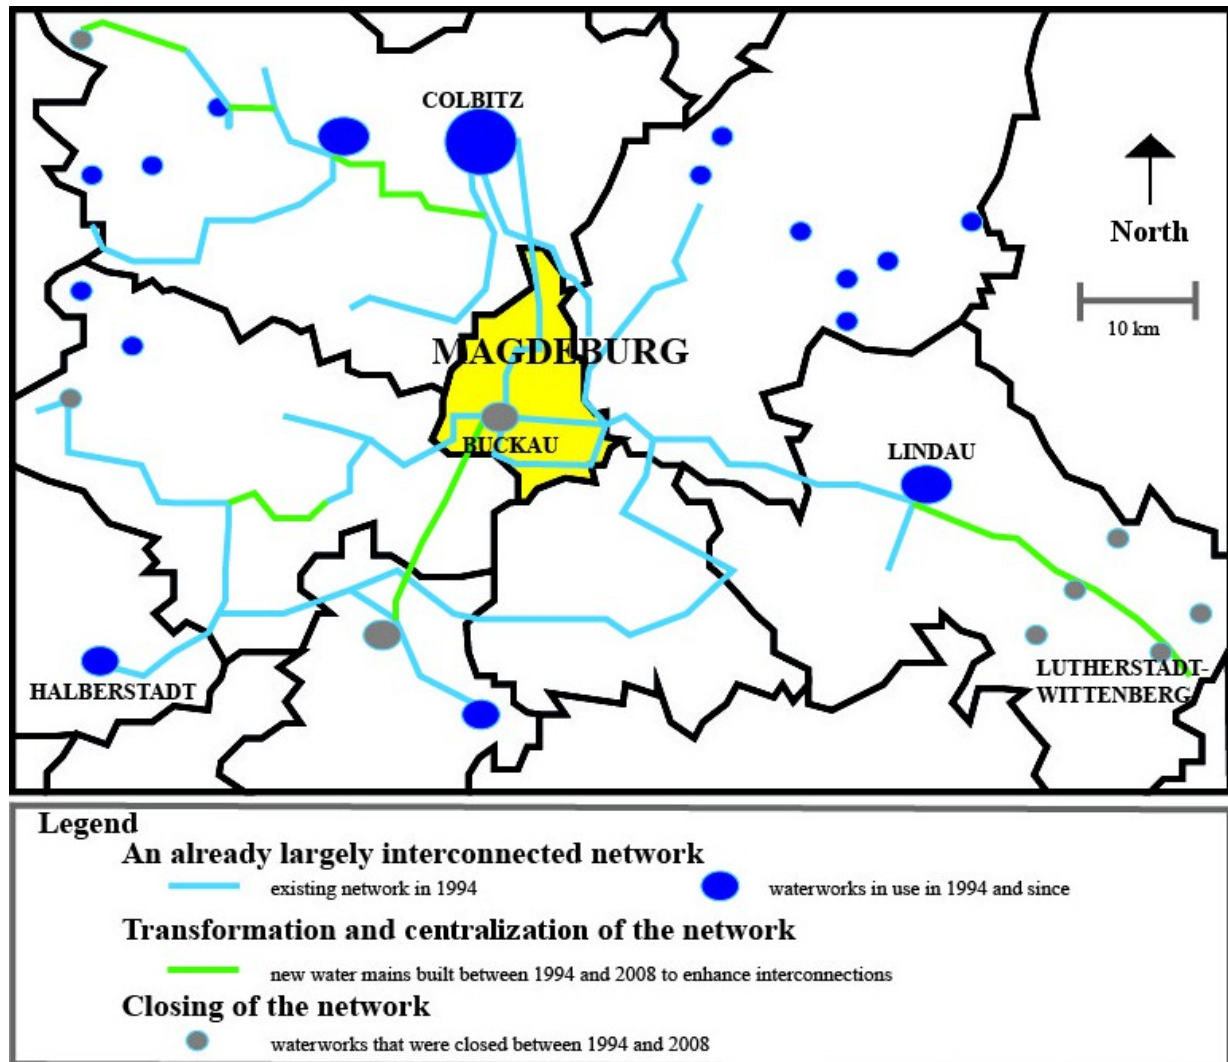 COLBITZ
North
10 km
MAGDEBURG
BUCKAU
LINDAU
HALBERSTADT
LUTHERSTADT-
WITTENBERG
Legend
An already largely interconnected network
existing network in 1994
waterworks in use in 1994 and since
Transformation and centralization of the network
new water mains built between 1994 and 2008 to enhance interconnections
Closing of the network
waterworks that were closed between 1994 and 2008